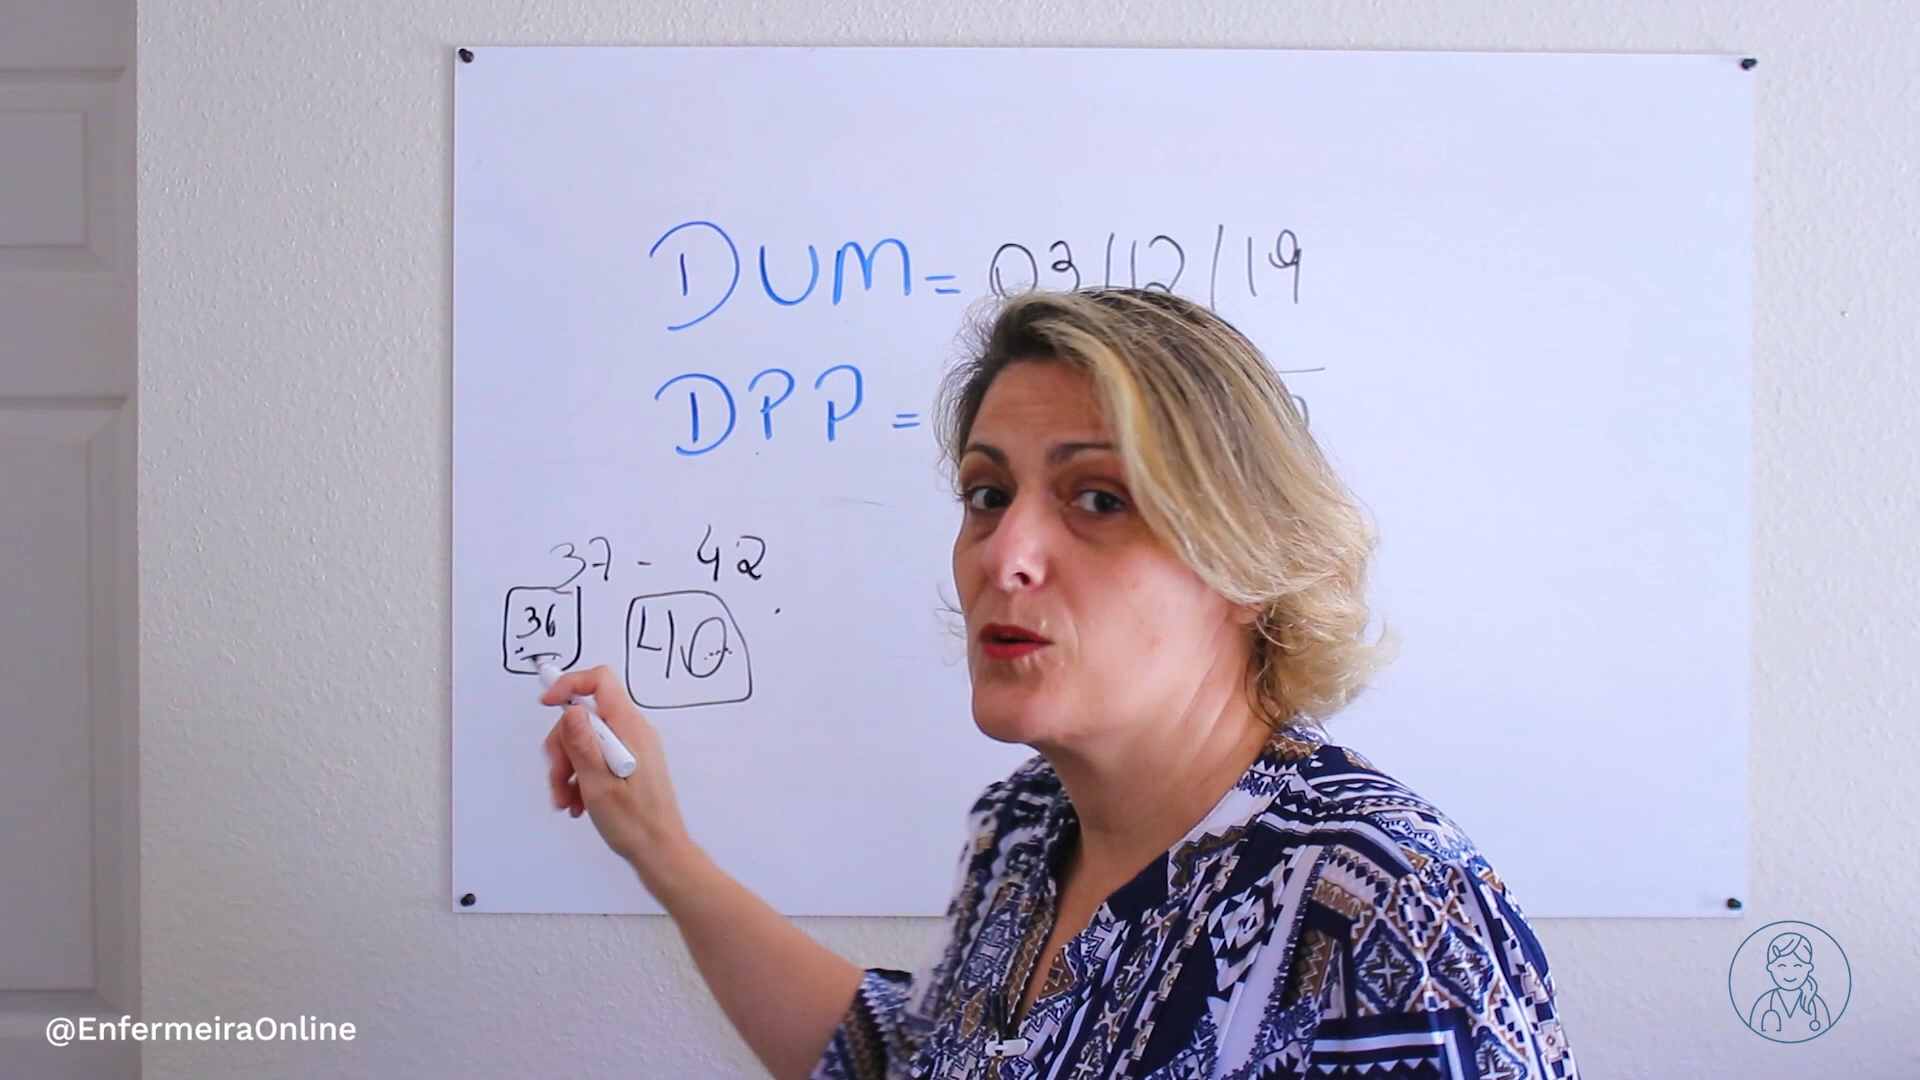 DUM = 03/12/19
DPP =
37 - 42
36 40
@EnfermeiraOnline